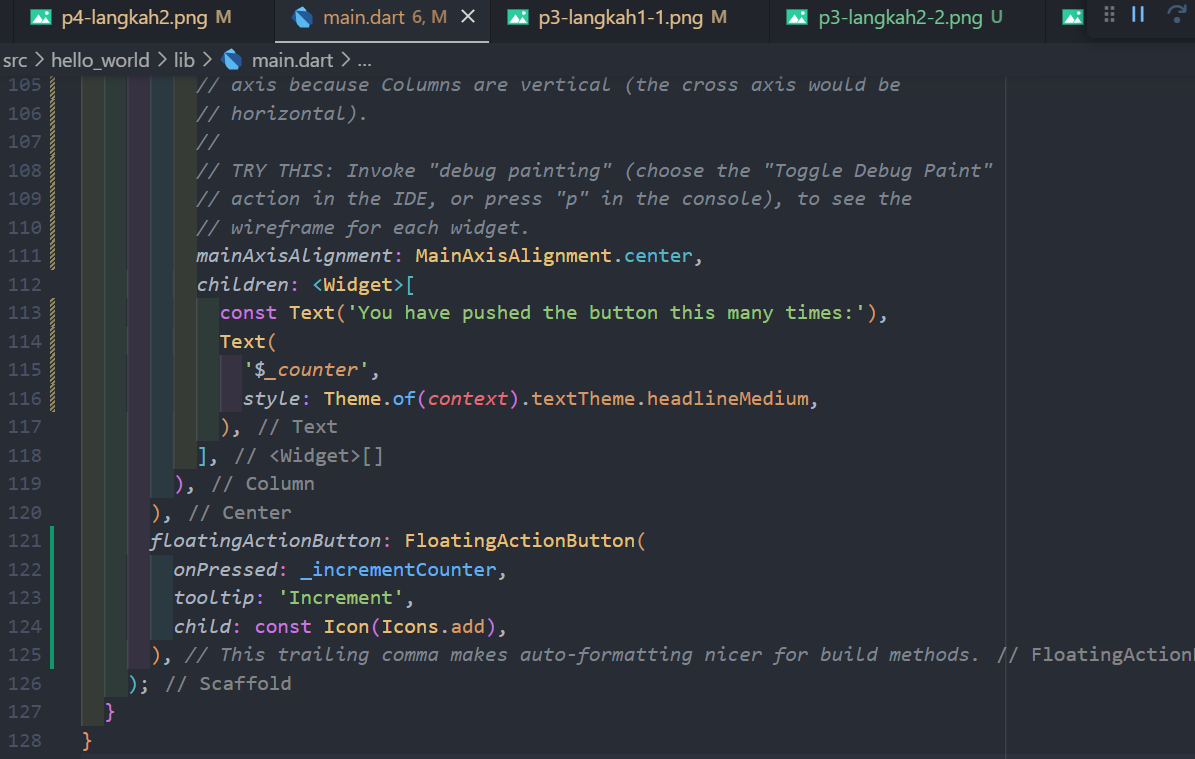 p4-langkah2.png M main.dart 6, M p3-langkah1-1.png M p3-langkah2-2.png U
src > hello_world > lib > main.dart > ...
105 // axis because Columns are vertical (the cross axis would be
106 // horizontal).
107 //
108 // TRY THIS: Invoke "debug painting" (choose the "Toggle Debug Paint"
109 // action in the IDE, or press "p" in the console), to see the
110 // wireframe for each widget.
111 mainAxisAlignment: MainAxisAlignment.center,
112 children: <Widget>[
113 const Text('You have pushed the button this many times:'),
114 Text(
115 '$_counter',
116 style: Theme.of(context).textTheme.headlineMedium,
117 ), // Text
118 ], // <Widget>[]
119 ), // Column
120 ), // Center
121 floatingActionButton: FloatingActionButton(
122 onPressed: _incrementCounter,
123 tooltip: 'Increment',
124 child: const Icon(Icons.add),
125 ), // This trailing comma makes auto-formatting nicer for build methods. // FloatingAction
126 ); // Scaffold
127 }
128 }